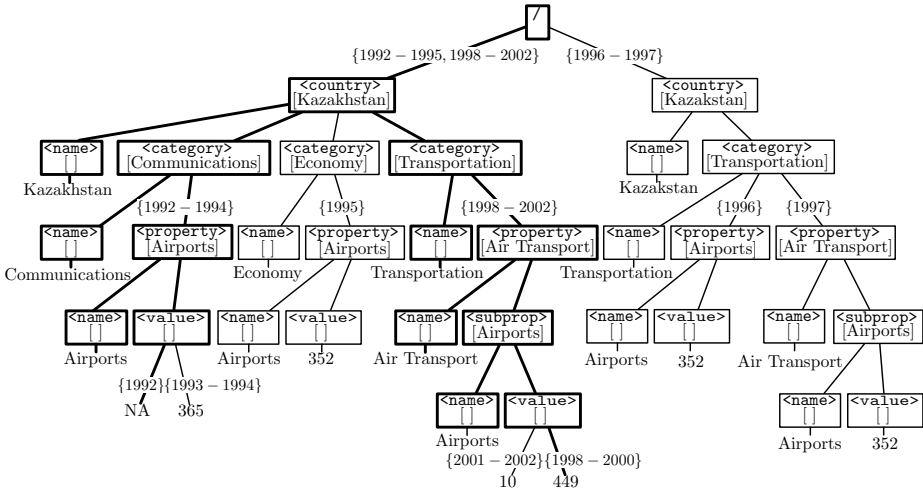 /
{1992 – 1995, 1998 – 2002} {1996 – 1997}
<country> <country>
[Kazakhstan] [Kazakstan]
<name> <category> <category> <category> <name> <category>
[ ] [Communications] [Economy] [Transportation] [ ] [Transportation]
Kazakhstan Kazakstan
{1992 – 1994} {1995} {1998 – 2002} {1996} {1997}
<name> <property> <name> <property> <name> <property> <name> <property> <property>
[ ] [Airports] [ ] [Airports] [ ] [Air Transport] [ ] [Airports] [Air Transport]
Communications Economy Transportation Transportation
<name> <value> <name> <value> <name> <subprop> <name> <value> <name> <subprop>
[ ] [ ] [ ] [ ] [ ] [Airports] [ ] [ ] [ ] [Airports]
Airports Airports 352 Air Transport Airports 352 Air Transport
{1992} {1993 – 1994}
NA 365
<name> <value> <name> <value>
[ ] [ ] [ ] [ ]
Airports Airports 352
{2001 – 2002} {1998 – 2000}
10 449